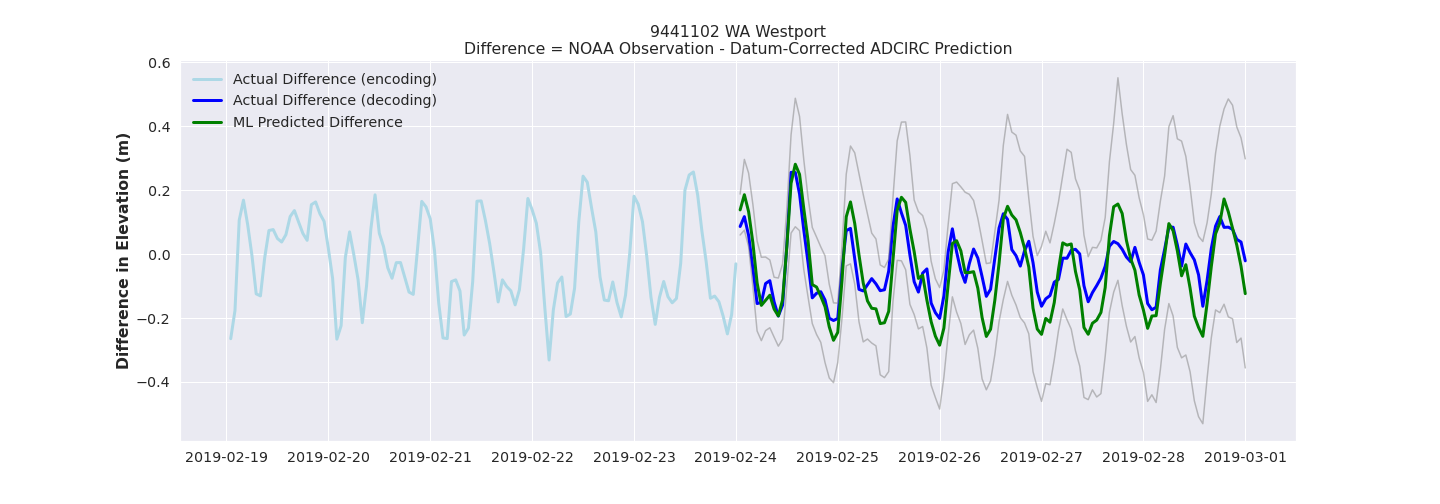 9441102 WA Westport
Difference = NOAA Observation - Datum-Corrected ADCIRC Prediction
Actual Difference (encoding)
Actual Difference (decoding)
ML Predicted Difference
Difference in Elevation (m)
0.6
0.4
0.2
0.0
−0.2
−0.4
2019-02-19
2019-02-20
2019-02-21
2019-02-22
2019-02-23
2019-02-24
2019-02-25
2019-02-26
2019-02-27
2019-02-28
2019-03-01